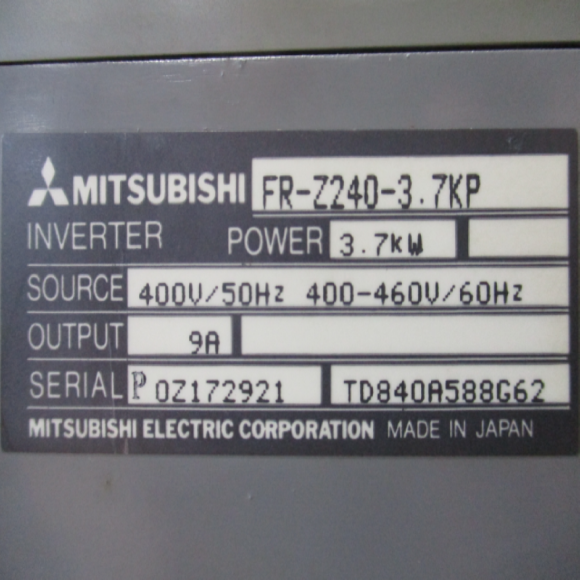 MITSUBISHI FR-Z240-3.7KP
INVERTER POWER 3.7kW
SOURCE 400V/50Hz 400-460V/60Hz
OUTPUT 9A
SERIAL P 0Z172921 TD840A588G62
MITSUBISHI ELECTRIC CORPORATION MADE IN JAPAN